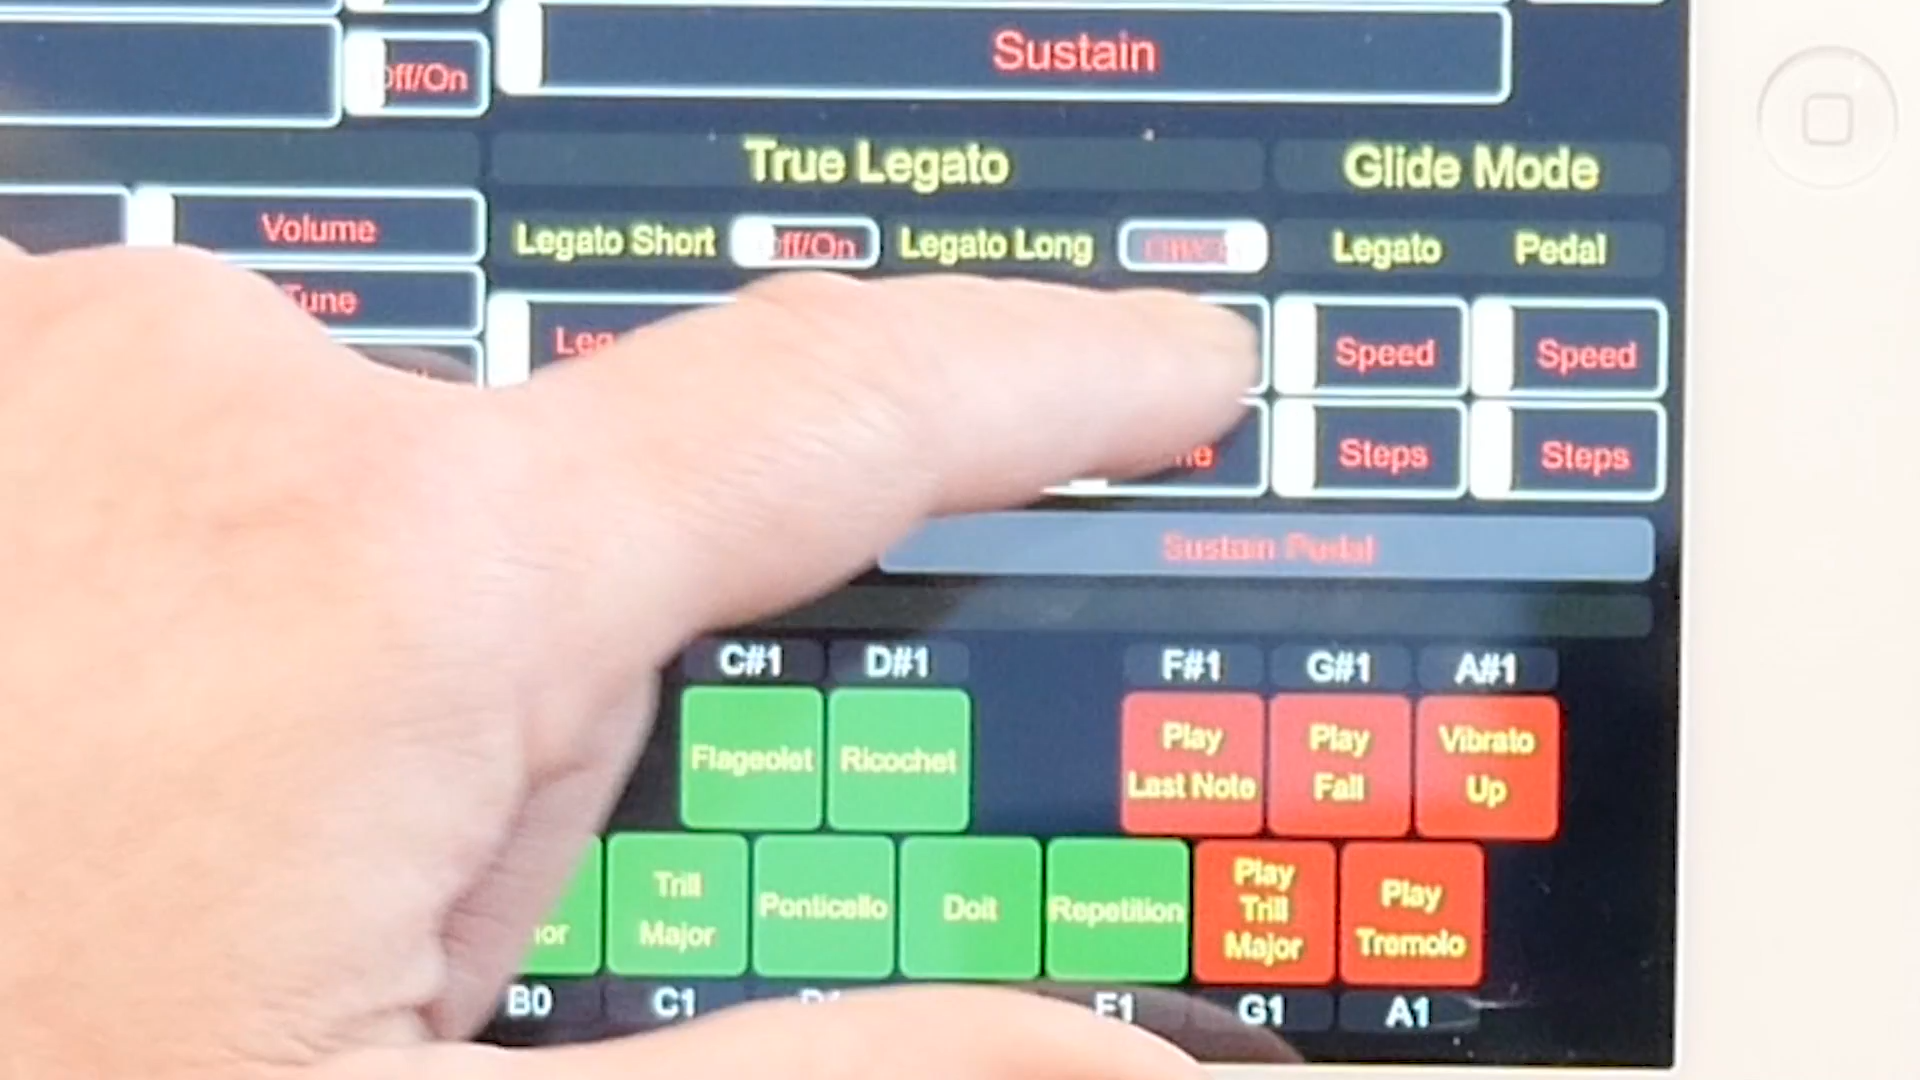 Sustain
Off/On
True Legato
Glide Mode
Volume
Legato Short
Off/On
Legato Long
Legato
Pedal
Tune
Speed
Speed
Steps
Steps
Sustain Pedal
C#1
D#1
F#1
G#1
A#1
Flageolet
Ricochet
Play
Last Note
Play
Fall
Vibrato
Up
Trill
Major
Ponticello
Doit
Repetition
Play
Trill
Major
Play
Tremolo
B0
C1
G1
A1